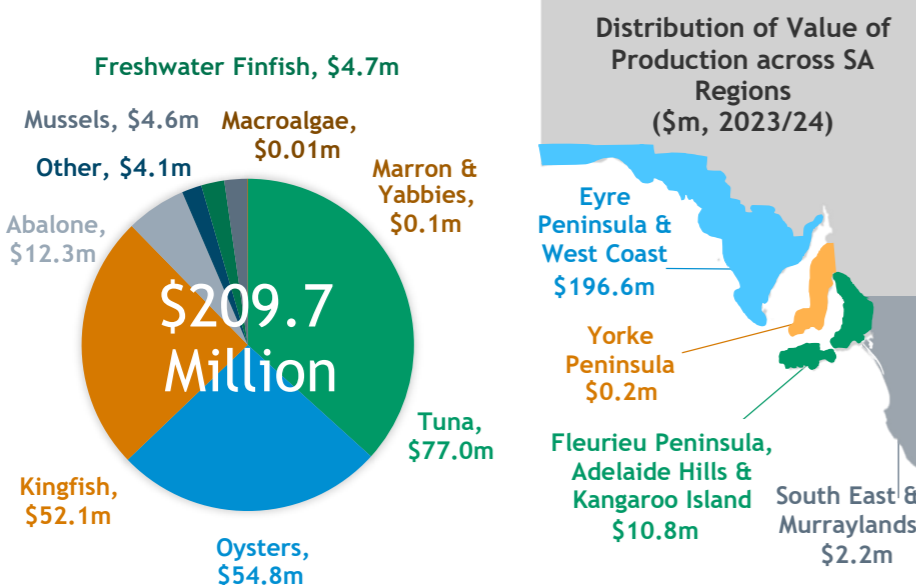 Freshwater Finfish, $4.7m
Mussels, $4.6m
Macroalgae,
$0.01m
Other, $4.1m
Marron &
Yabbies,
$0.1m
Abalone,
$12.3m
$209.7
Million
Tuna,
$77.0m
Kingfish,
$52.1m
Oysters,
$54.8m
Distribution of Value of
Production across SA
Regions
($m, 2023/24)
Eyre
Peninsula &
West Coast
$196.6m
Yorke
Peninsula
$0.2m
Fleurieu Peninsula,
Adelaide Hills &
Kangaroo Island
$10.8m
South East &
Murraylands
$2.2m